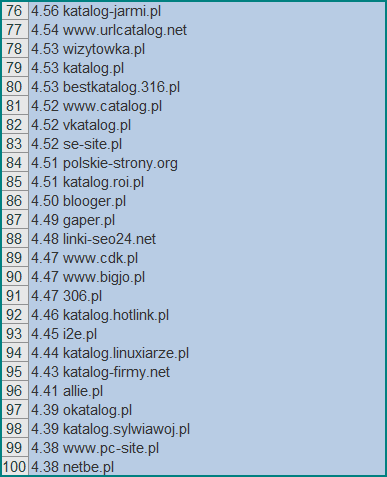 76 4.56 katalog-jarmi.pl
77 4.54 www.urlcatalog.net
78 4.53 wizytowka.pl
79 4.53 katalog.pl
80 4.53 bestkatalog.316.pl
81 4.52 www.catalog.pl
82 4.52 vkatalog.pl
83 4.52 se-site.pl
84 4.51 polskie-strony.org
85 4.51 katalog.roi.pl
86 4.50 blooger.pl
87 4.49 gaper.pl
88 4.48 linki-seo24.net
89 4.47 www.cdk.pl
90 4.47 www.bigjo.pl
91 4.47 306.pl
92 4.46 katalog.hotlink.pl
93 4.45 i2e.pl
94 4.44 katalog.linuxiarze.pl
95 4.43 katalog-firmy.net
96 4.41 allie.pl
97 4.39 okatalog.pl
98 4.39 katalog.sylwiawoj.pl
99 4.38 www.pc-site.pl
100 4.38 netbe.pl